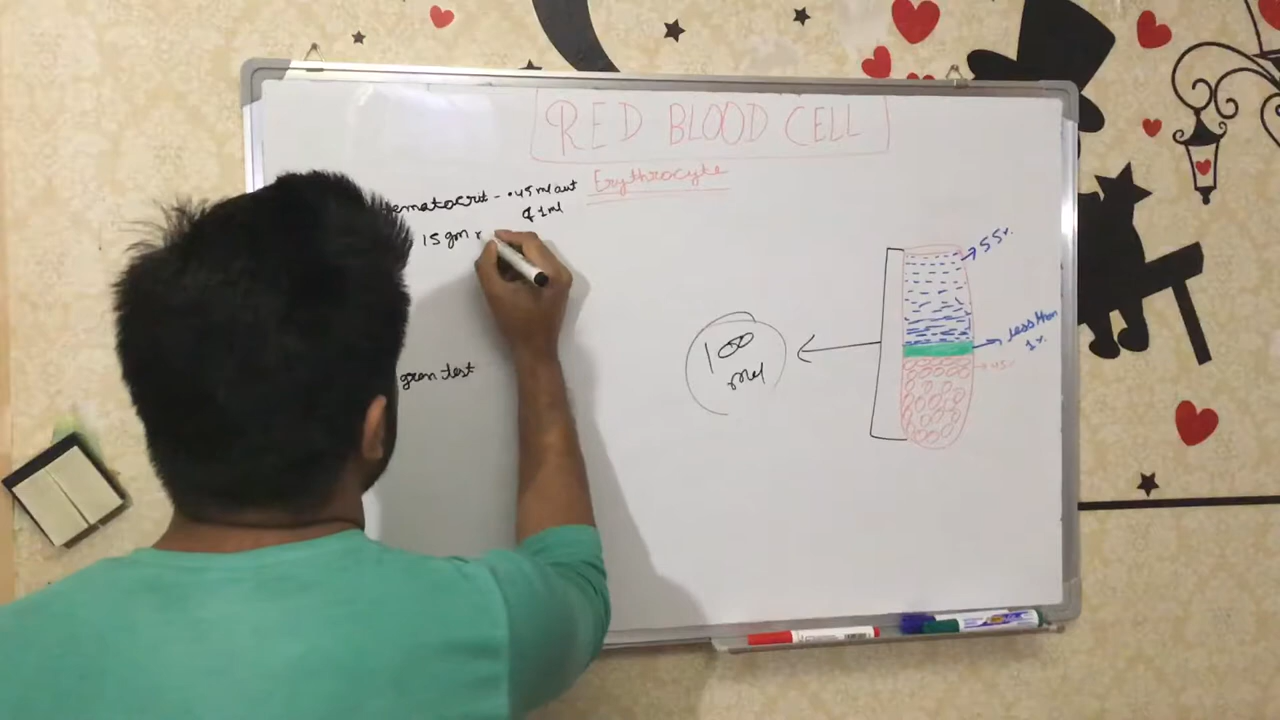 RED BLOOD CELL
Erythrocyte
ematocrit - .45 ml out
of 1 ml
15 gm
55%
100
ml
less than
1%
45%
gren test